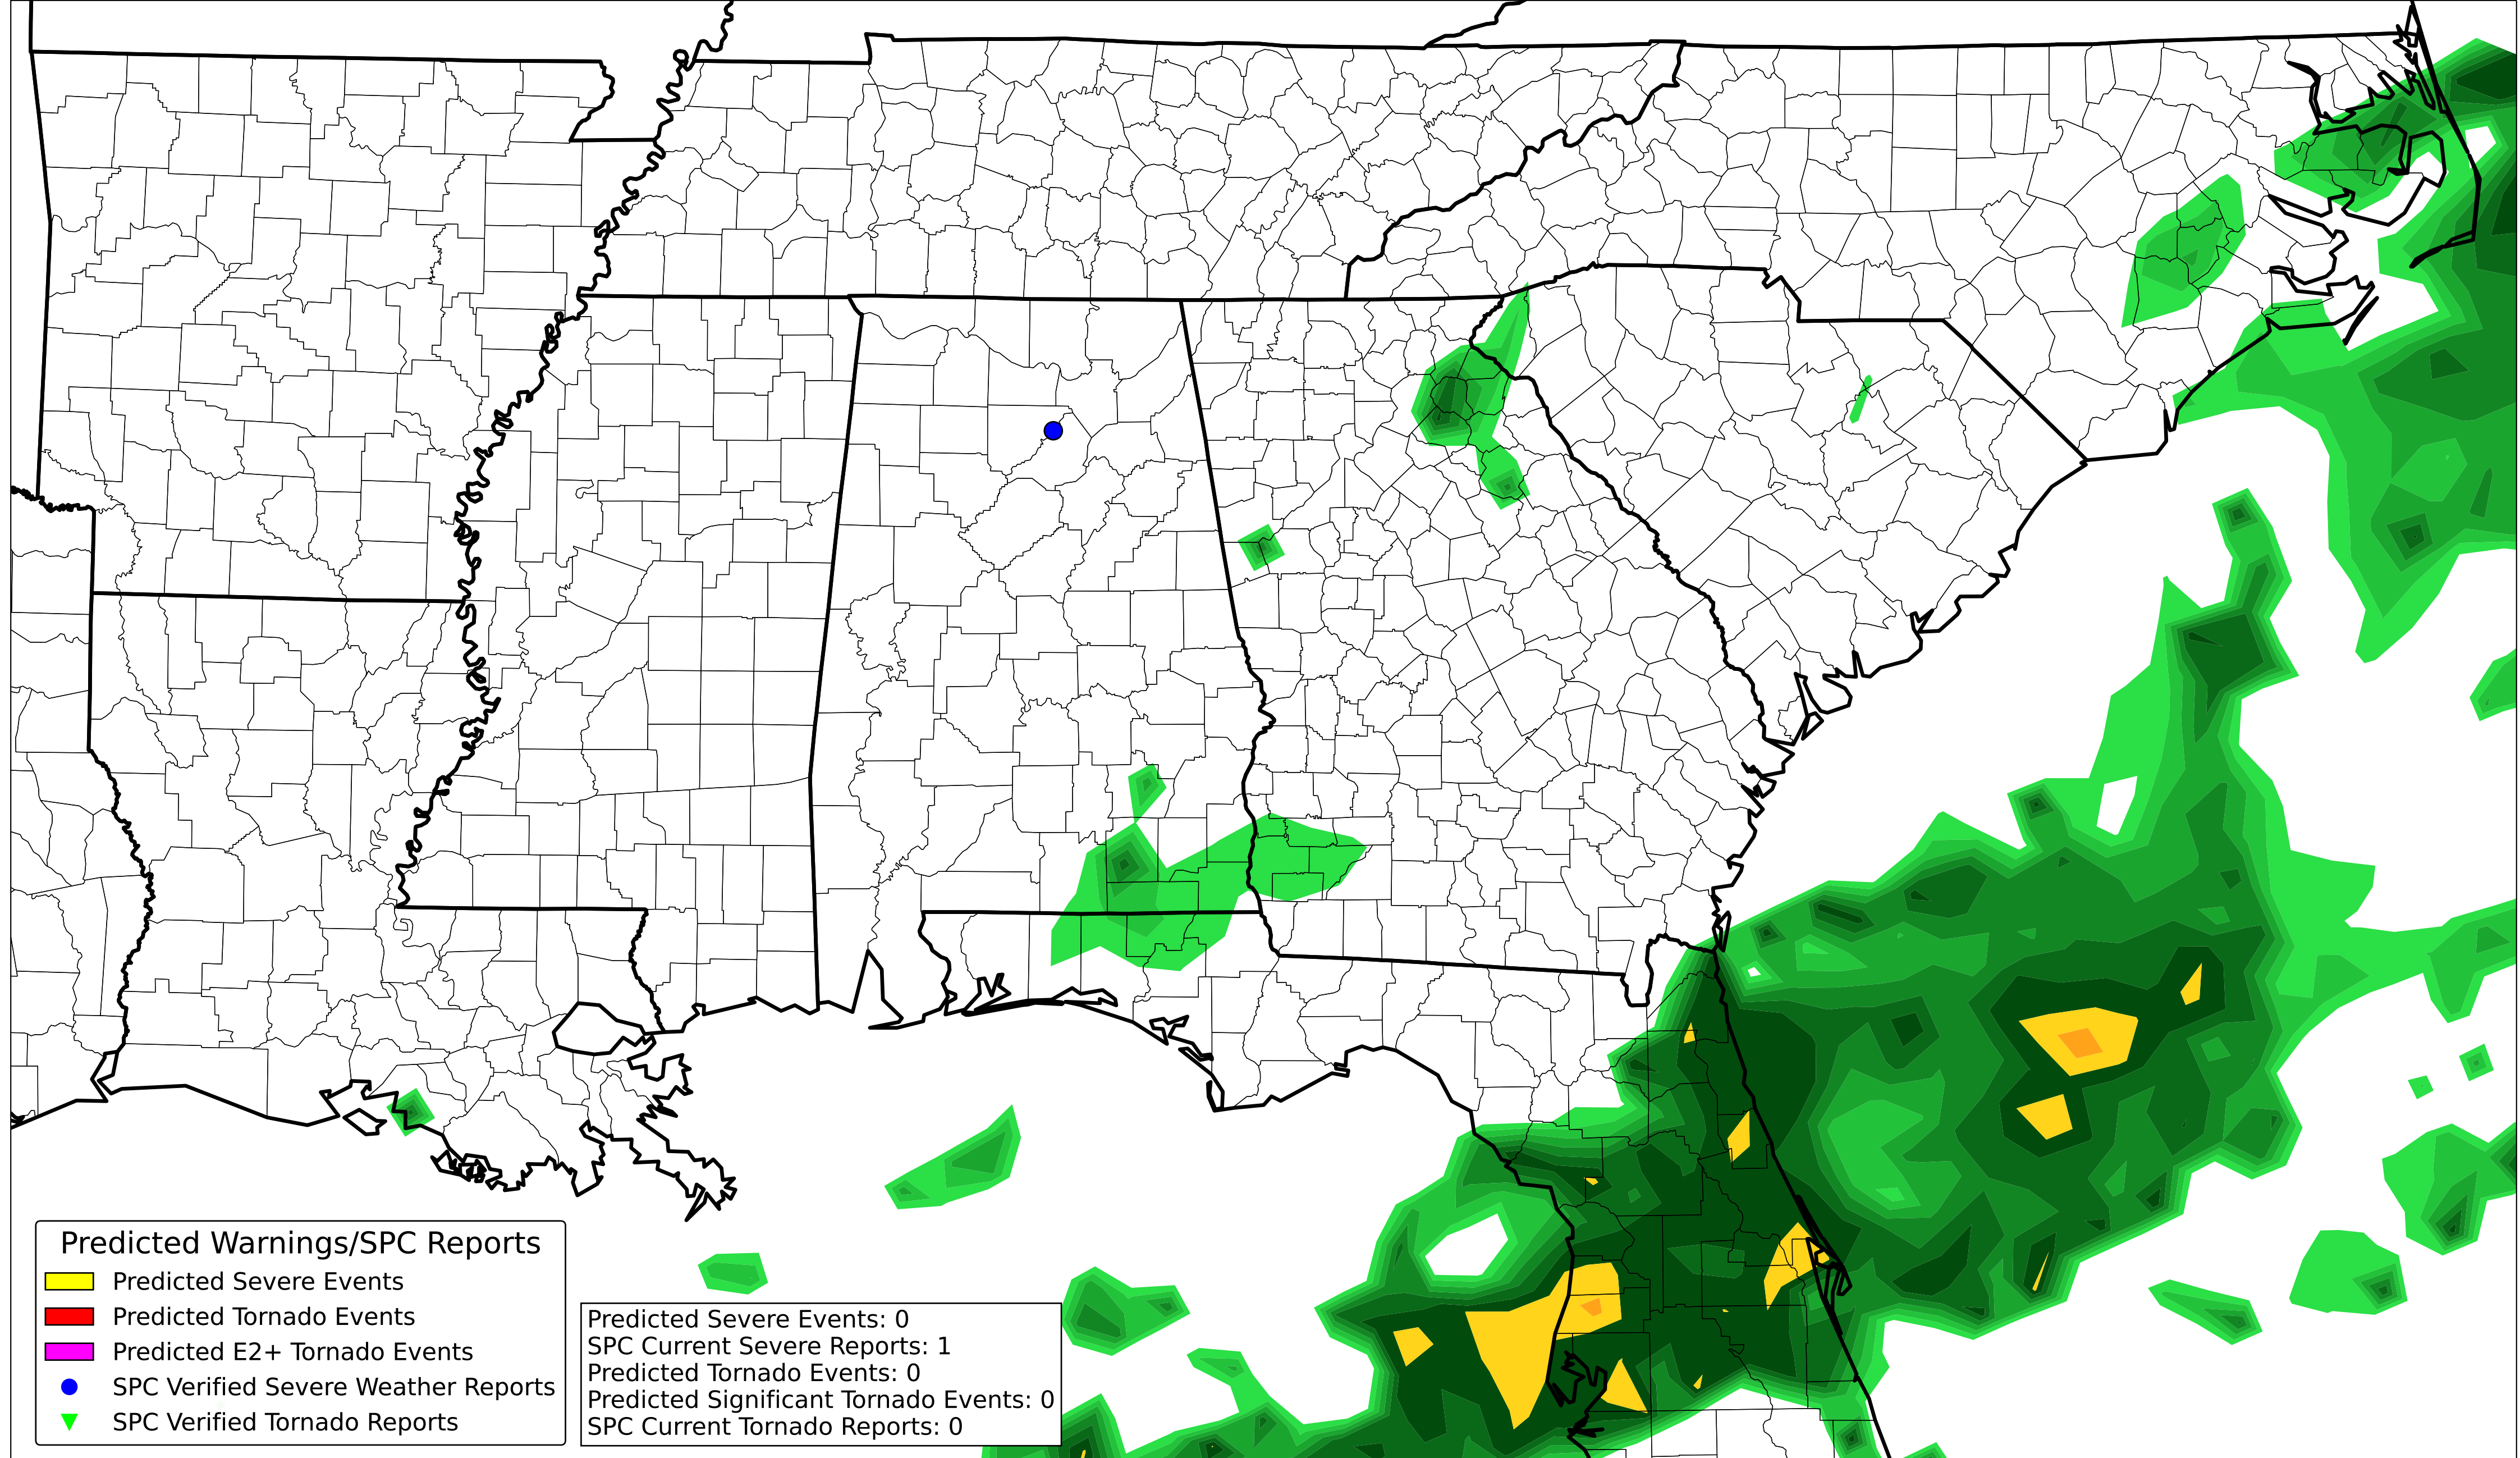 Predicted Warnings/SPC Reports
Predicted Severe Events
Predicted Tornado Events
Predicted E2+ Tornado Events
SPC Verified Severe Weather Reports
SPC Verified Tornado Reports
Predicted Severe Events: 0
SPC Current Severe Reports: 1
Predicted Tornado Events: 0
Predicted Significant Tornado Events: 0
SPC Current Tornado Reports: 0